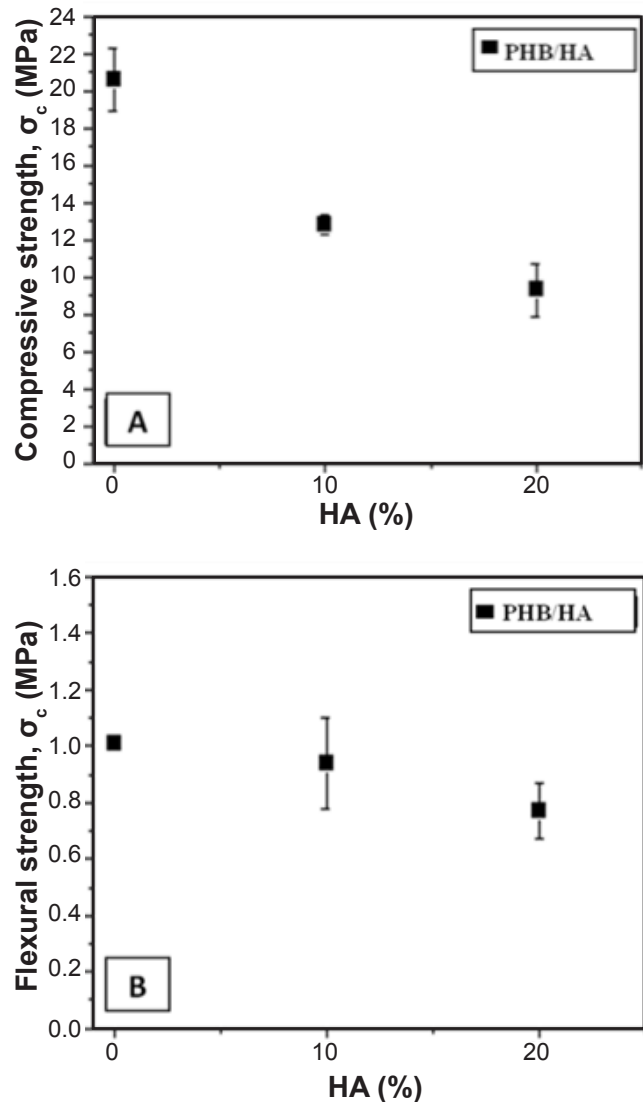 24
22
20
18
16
14
12
10
8
6
4
2
0
Compressive strength, σc (MPa)
PHB/HA
A
0 10 20
HA (%)
1.6
1.4
1.2
1.0
0.8
0.6
0.4
0.2
0.0
Flexural strength, σc (MPa)
PHB/HA
B
0 10 20
HA (%)